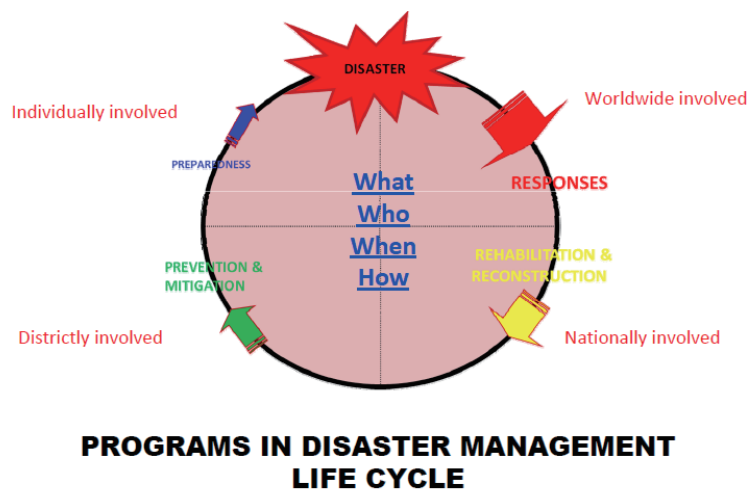 DISASTER
Individually involved
Worldwide involved
PREPAREDNESS
What
RESPONSES
Who
When
How
PREVENTION &
MITIGATION
REHABILITATION &
RECONSTRUCTION
Districtly involved
Nationally involved
PROGRAMS IN DISASTER MANAGEMENT
LIFE CYCLE